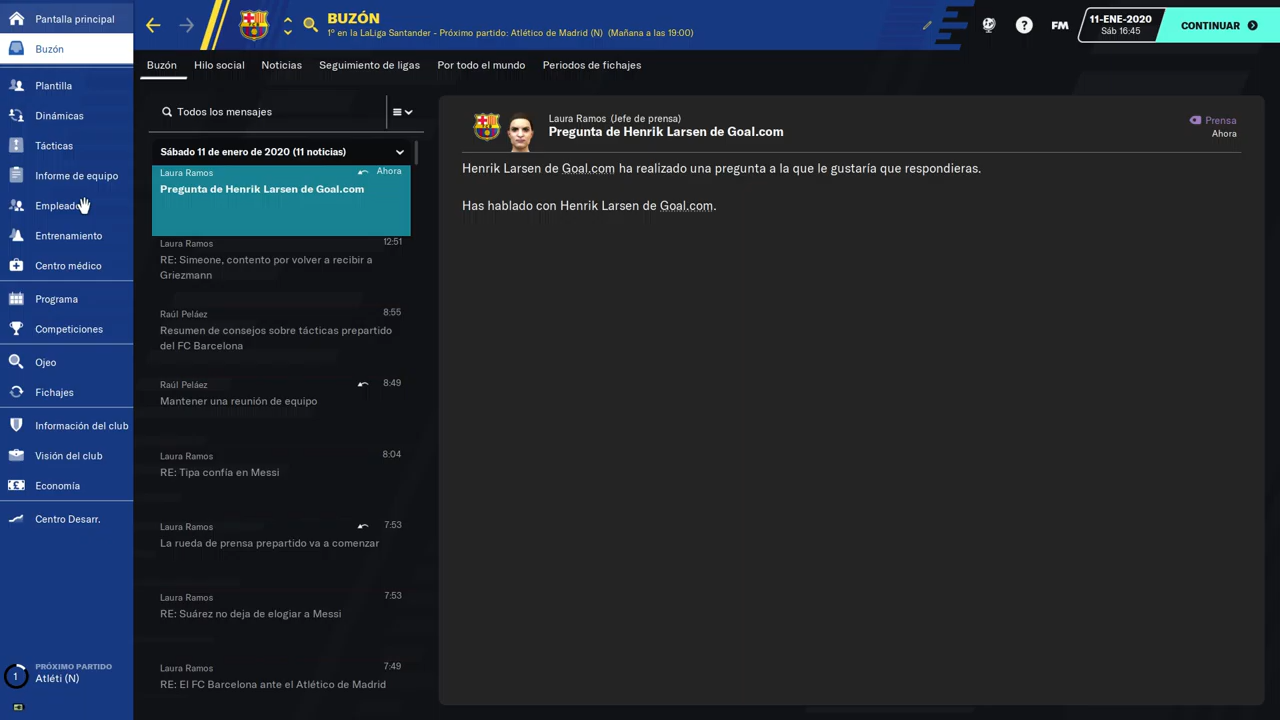 Pantalla principal
Buzón
Plantilla
Dinámicas
Tácticas
Informe de equipo
Empleado
Entrenamiento
Centro médico
Programa
Competiciones
Ojeo
Fichajes
Información del club
Visión del club
Economía
Centro Desarr.
PRÓXIMO PARTIDO
1
Atléti (N)
BUZÓN
1º en la LaLiga Santander - Próximo partido: Atlético de Madrid (N) (Mañana a las 19:00)
?
FM
11-ENE-2020
Sáb 16:45
CONTINUAR
Buzón
Hilo social
Noticias
Seguimiento de ligas
Por todo el mundo
Periodos de fichajes
Todos los mensajes
Sábado 11 de enero de 2020 (11 noticias)
Laura Ramos Ahora
Pregunta de Henrik Larsen de Goal.com
Laura Ramos 12:51
RE: Simeone, contento por volver a recibir a
Griezmann
Raúl Peláez 8:55
Resumen de consejos sobre tácticas prepartido
del FC Barcelona
Raúl Peláez 8:49
Mantener una reunión de equipo
Laura Ramos 8:04
RE: Tipa confía en Messi
Laura Ramos 7:53
La rueda de prensa prepartido va a comenzar
Laura Ramos 7:53
RE: Suárez no deja de elogiar a Messi
Laura Ramos 7:49
RE: El FC Barcelona ante el Atlético de Madrid
Laura Ramos (Jefe de prensa)
Pregunta de Henrik Larsen de Goal.com
Prensa
Ahora
Henrik Larsen de Goal.com ha realizado una pregunta a la que le gustaría que respondieras.
Has hablado con Henrik Larsen de Goal.com.